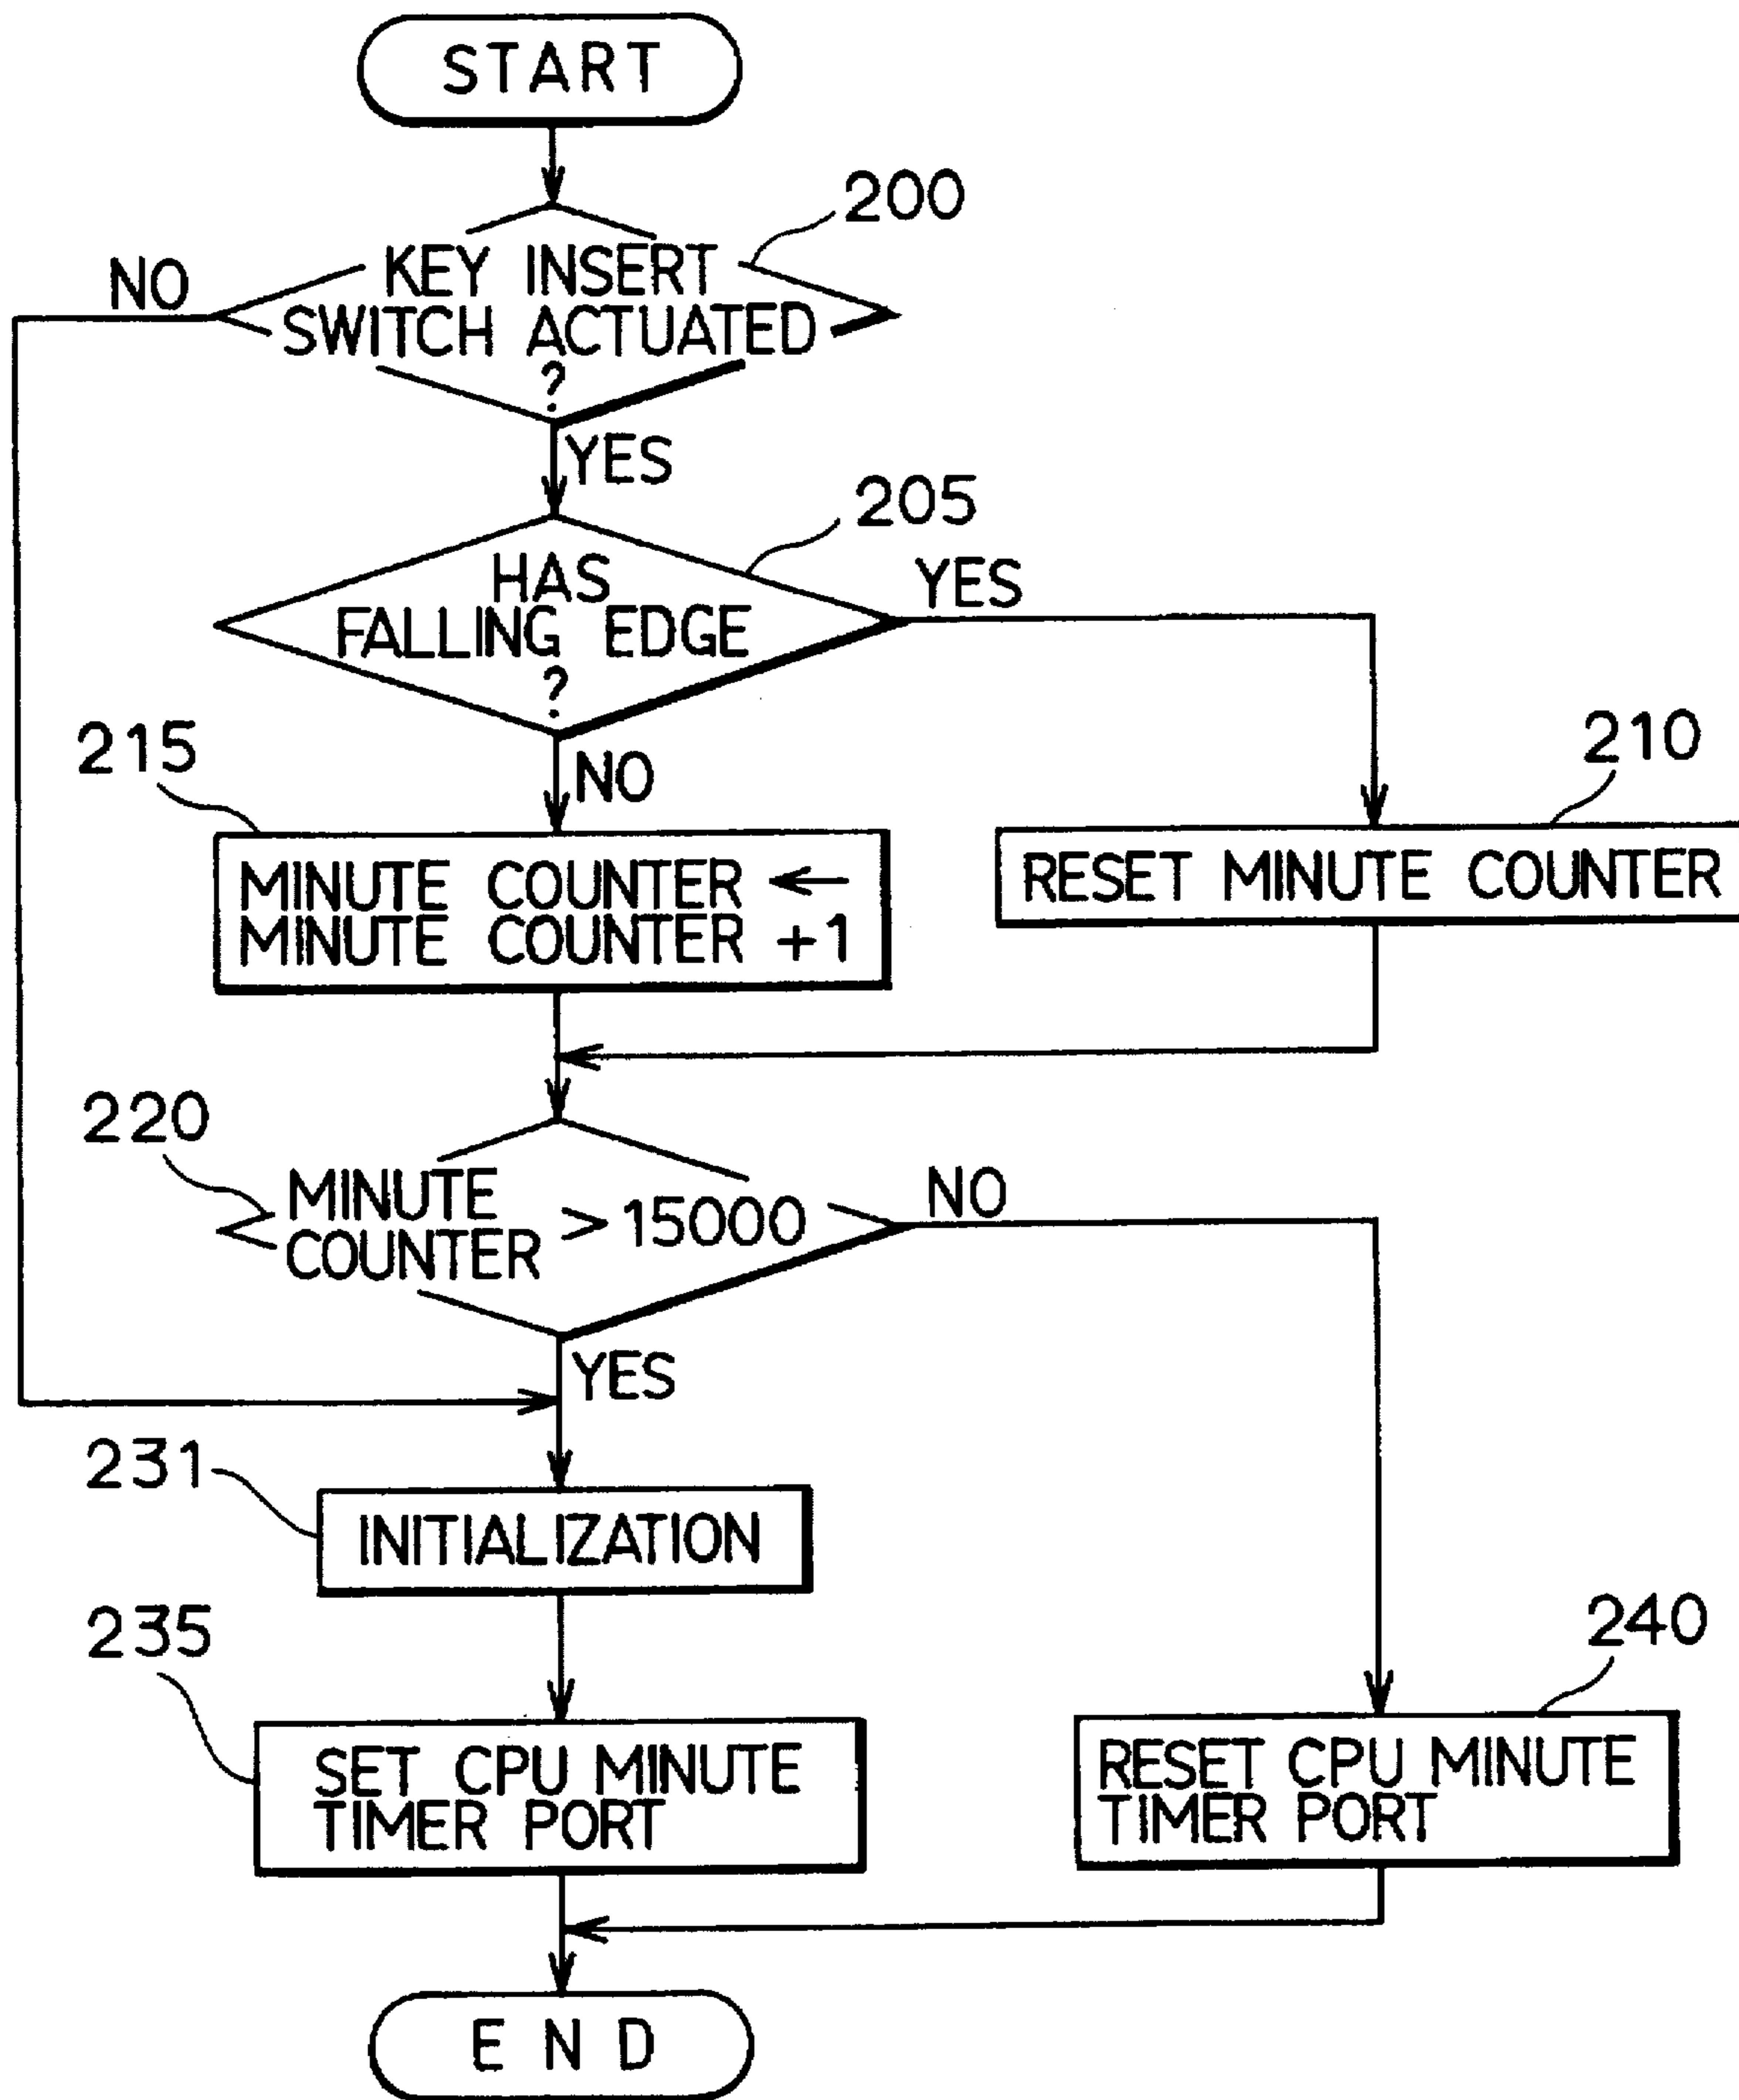 START
200
NO
KEY INSERT
SWITCH ACTUATED
?
YES
205
HAS
FALLING EDGE
?
YES
215
NO
210
MINUTE COUNTER ←
MINUTE COUNTER +1
RESET MINUTE COUNTER
220
MINUTE
COUNTER > 15000
NO
YES
231
INITIALIZATION
235
240
SET CPU MINUTE
TIMER PORT
RESET CPU MINUTE
TIMER PORT
END